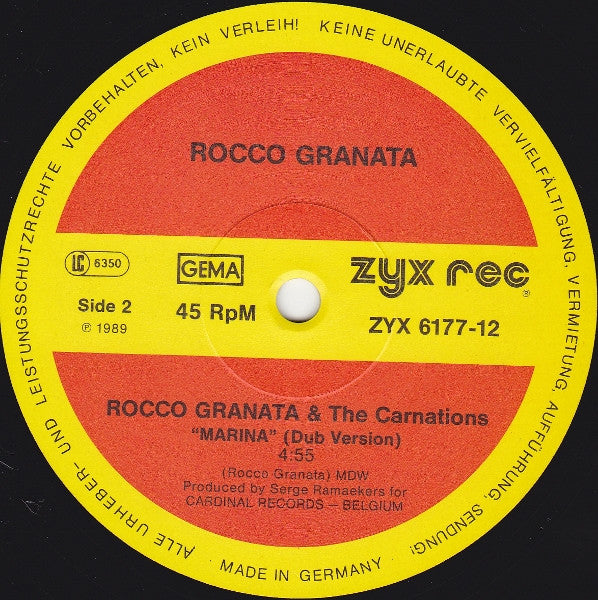 ALLE URHEBER- UND LEISTUNGSSCHUTZRECHTE VORBEHALTEN, KEIN VERLEIH! KEINE UNERLAUBTE VERVIELFÄLTIGUNG, VERMIETUNG, AUFFÜHRUNG, SENDUNG!
ROCCO GRANATA
LC 6350
GEMA
zyx rec®
Side 2
45 RpM
ZYX 6177-12
℗ 1989
ROCCO GRANATA & The Carnations
“MARINA” (Dub Version)
4:55
(Rocco Granata) MDW
Produced by Serge Ramaekers for
CARDINAL RECORDS – BELGIUM
MADE IN GERMANY